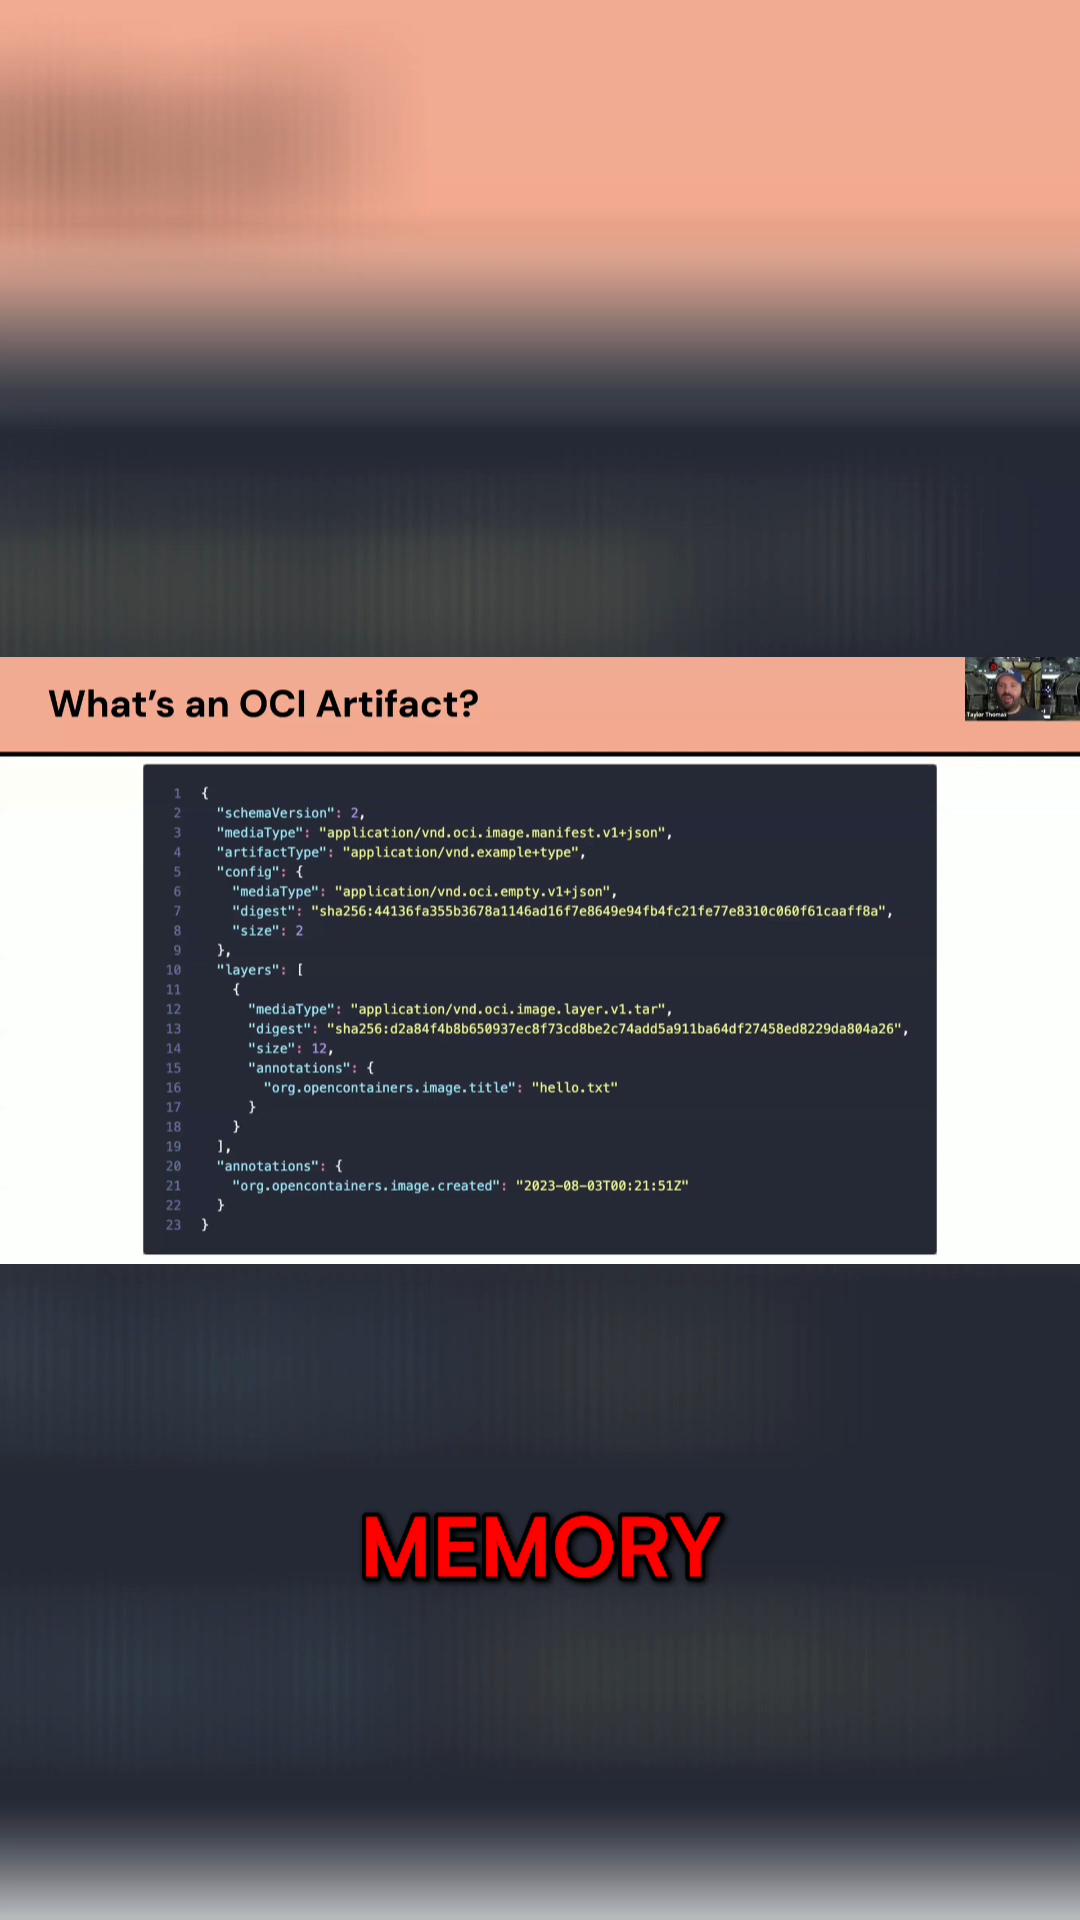 What's an OCI Artifact?
Taylor Thomas
1 {
2 "schemaVersion": 2,
3 "mediaType": "application/vnd.oci.image.manifest.v1+json",
4 "artifactType": "application/vnd.example+type",
5 "config": {
6 "mediaType": "application/vnd.oci.empty.v1+json",
7 "digest": "sha256:44136fa355b3678a1146ad16f7e8649e94fb4fc21fe77e8310c060f61caaff8a",
8 "size": 2
9 },
10 "layers": [
11 {
12 "mediaType": "application/vnd.oci.image.layer.v1.tar",
13 "digest": "sha256:d2a84f4b8b650937ec8f73cd8be2c74add5a911ba64df27458ed8229da804a26",
14 "size": 12,
15 "annotations": {
16 "org.opencontainers.image.title": "hello.txt"
17 }
18 }
19 ],
20 "annotations": {
21 "org.opencontainers.image.created": "2023-08-03T00:21:51Z"
22 }
23 }
MEMORY